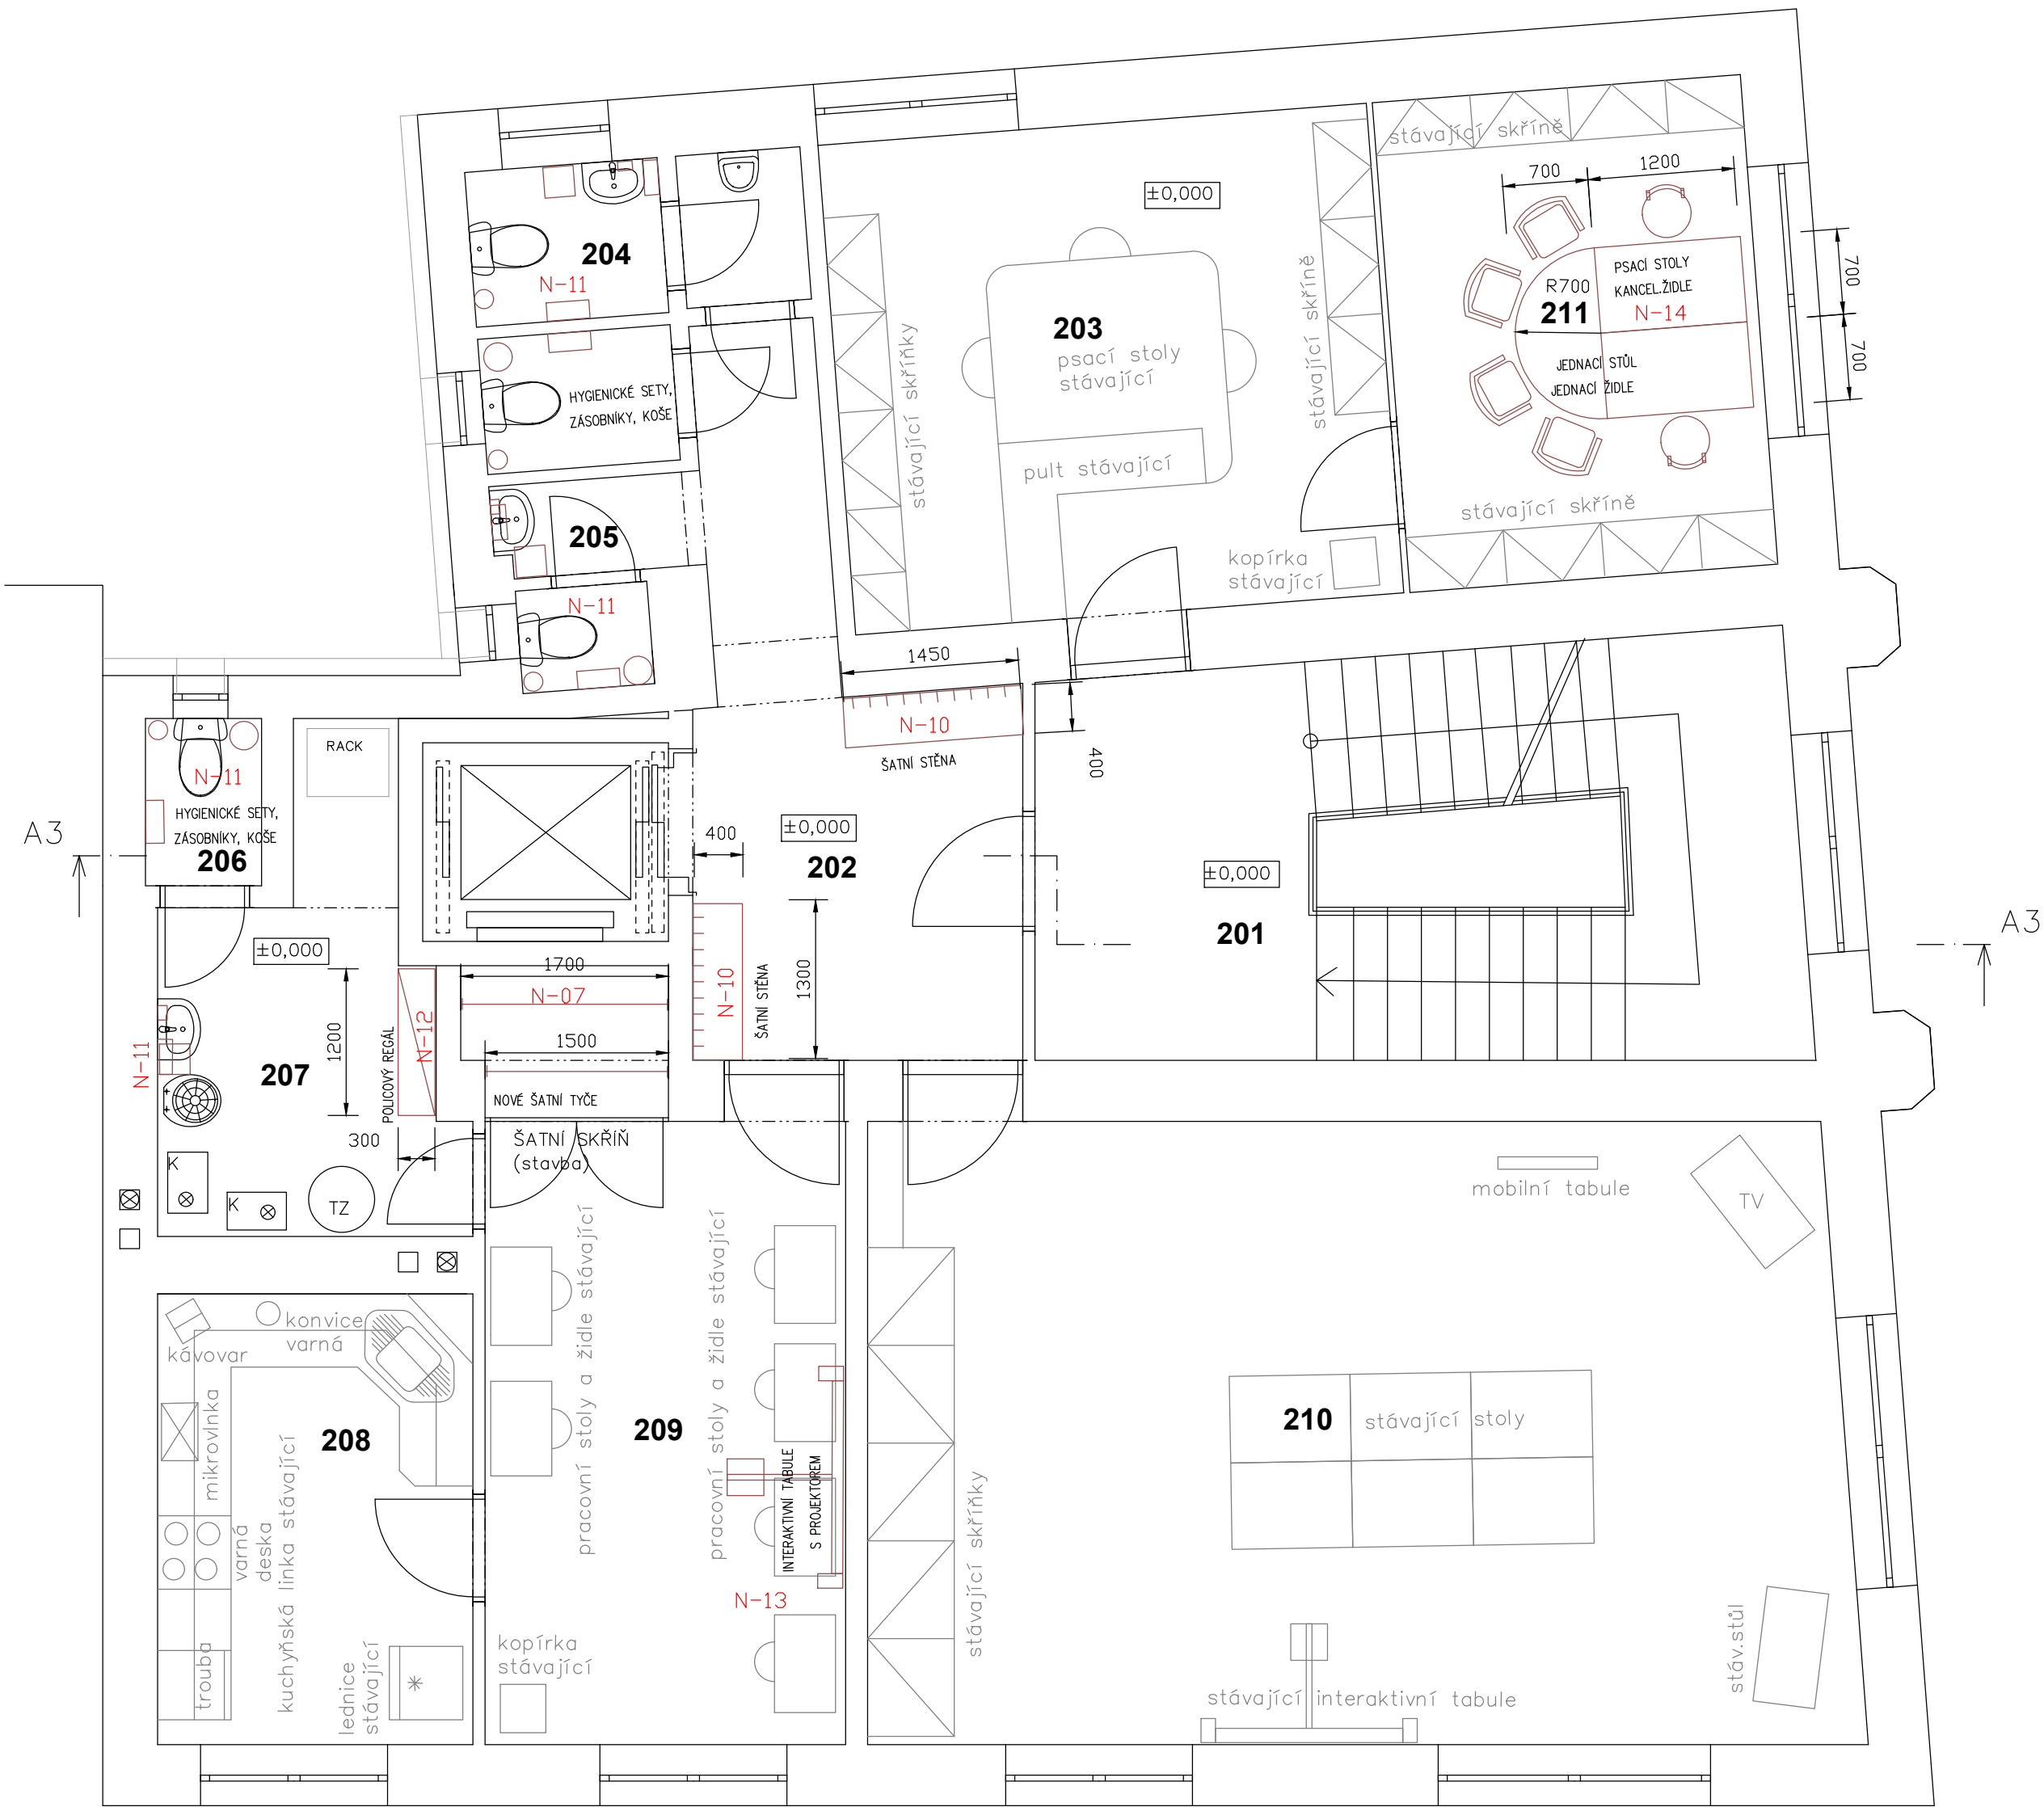 stávající skříně
700
1200
±0,000
204
N-11
203
psací stoly
stávající
stávající skříňky
stávající skříně
PSACÍ STOLY
KANCEL.ŽIDLE
R700
211
N-14
JEDNACÍ STŮL
JEDNACÍ ŽIDLE
700
700
HYGIENICKÉ SETY,
ZÁSOBNÍKY, KOŠE
pult stávající
stávající skříně
205
kopírka
stávající
N-11
1450
N-10
ŠATNÍ STĚNA
400
RACK
N-11
HYGIENICKÉ SETY,
ZÁSOBNÍKY, KOŠE
206
A3
400
±0,000
202
±0,000
201
A3
±0,000
1700
N-07
N-10
ŠATNÍ STĚNA
1300
1200
POLICOVÝ REGÁL
N-12
N-11
207
1500
NOVÉ ŠATNÍ TYČE
300
ŠATNÍ SKŘÍŇ
(stavba)
K
K
TZ
mobilní tabule
TV
konvice
varná
kávovar
mikrovlnka
208
varná
deska
kuchyňská linka stávající
trouba
lednice
stávající
pracovní stoly a židle stávající
pracovní stoly a židle stávající
209
INTERAKTIVNÍ TABULE
S PROJEKTOREM
N-13
kopírka
stávající
210
stávající stoly
stávající skříňky
stáv.stůl
stávající interaktivní tabule